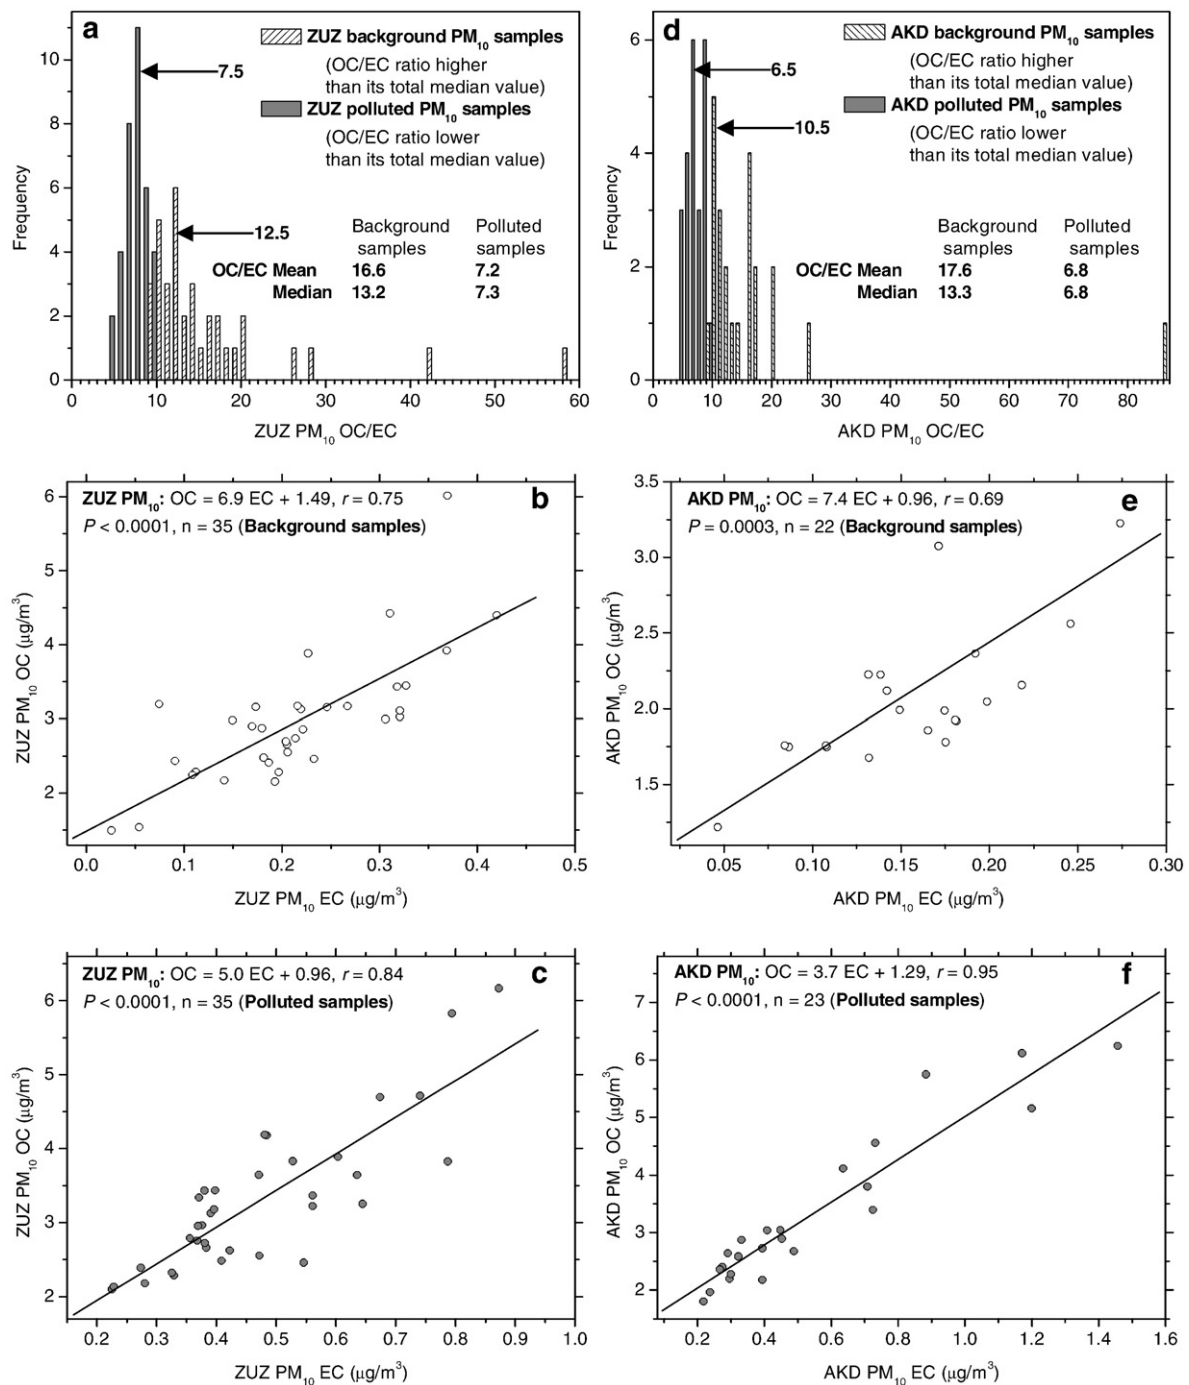 a
ZUZ background PM₁₀ samples
(OC/EC ratio higher
than its total median value)
ZUZ polluted PM₁₀ samples
(OC/EC ratio lower
than its total median value)
7.5
12.5
Background samples
Polluted samples
OC/EC Mean 16.6 7.2
Median 13.2 7.3
Frequency
10
8
6
4
2
0
0 10 20 30 40 50 60
ZUZ PM₁₀ OC/EC
d
AKD background PM₁₀ samples
(OC/EC ratio higher
than its total median value)
AKD polluted PM₁₀ samples
(OC/EC ratio lower
than its total median value)
6.5
10.5
Background samples
Polluted samples
OC/EC Mean 17.6 6.8
Median 13.3 6.8
Frequency
6
4
2
0
0 10 20 30 40 50 60 70 80
AKD PM₁₀ OC/EC
b
ZUZ PM₁₀: OC = 6.9 EC + 1.49, r = 0.75
P < 0.0001, n = 35 (Background samples)
ZUZ PM₁₀ OC (μg/m³)
6
5
4
3
2
0.0 0.1 0.2 0.3 0.4 0.5
ZUZ PM₁₀ EC (μg/m³)
e
AKD PM₁₀: OC = 7.4 EC + 0.96, r = 0.69
P = 0.0003, n = 22 (Background samples)
AKD PM₁₀ OC (μg/m³)
3.5
3.0
2.5
2.0
1.5
0.05 0.10 0.15 0.20 0.25 0.30
AKD PM₁₀ EC (μg/m³)
c
ZUZ PM₁₀: OC = 5.0 EC + 0.96, r = 0.84
P < 0.0001, n = 35 (Polluted samples)
ZUZ PM₁₀ OC (μg/m³)
6
5
4
3
2
0.2 0.3 0.4 0.5 0.6 0.7 0.8 0.9 1.0
ZUZ PM₁₀ EC (μg/m³)
f
AKD PM₁₀: OC = 3.7 EC + 1.29, r = 0.95
P < 0.0001, n = 23 (Polluted samples)
AKD PM₁₀ OC (μg/m³)
7
6
5
4
3
2
0.2 0.4 0.6 0.8 1.0 1.2 1.4 1.6
AKD PM₁₀ EC (μg/m³)